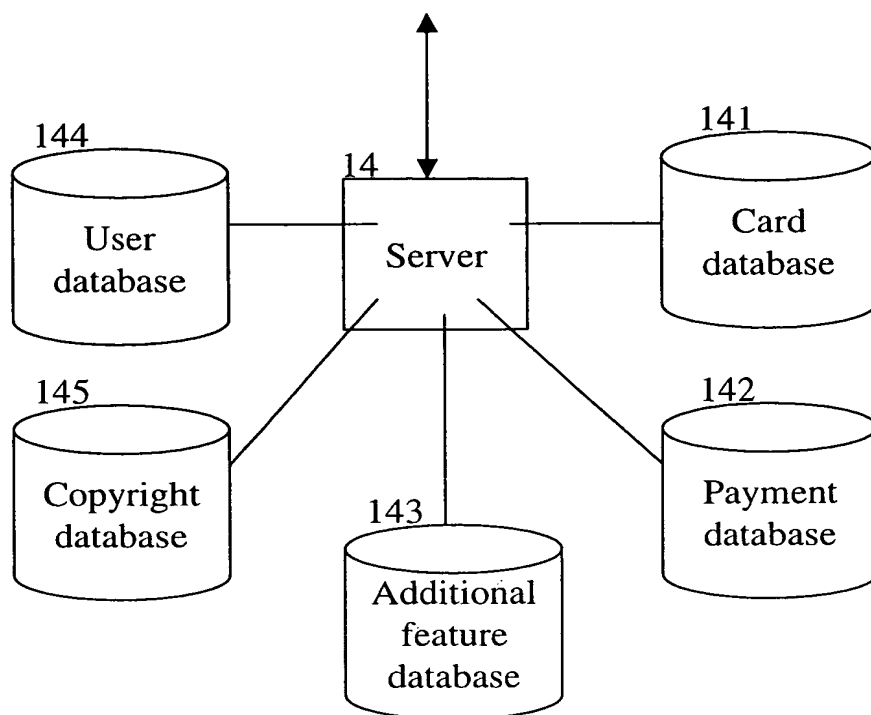 144
User
database
14
Server
141
Card
database
145
Copyright
database
143
Additional
feature
database
142
Payment
database